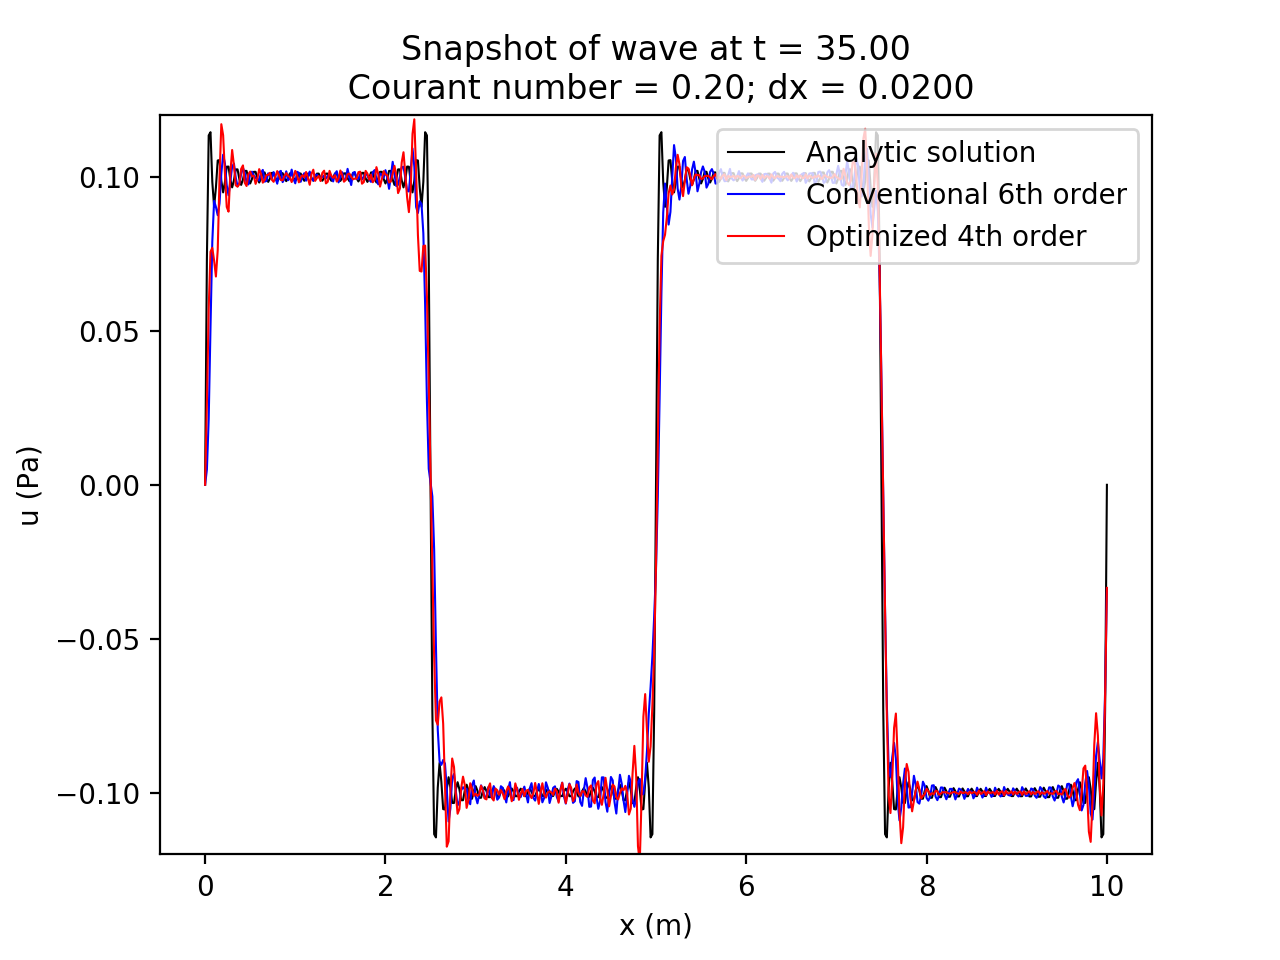 Snapshot of wave at t = 35.00
Courant number = 0.20; dx = 0.0200
Analytic solution
Conventional 6th order
Optimized 4th order
0.10
0.05
0.00
−0.05
−0.10
u (Pa)
0 2 4 6 8 10
x (m)